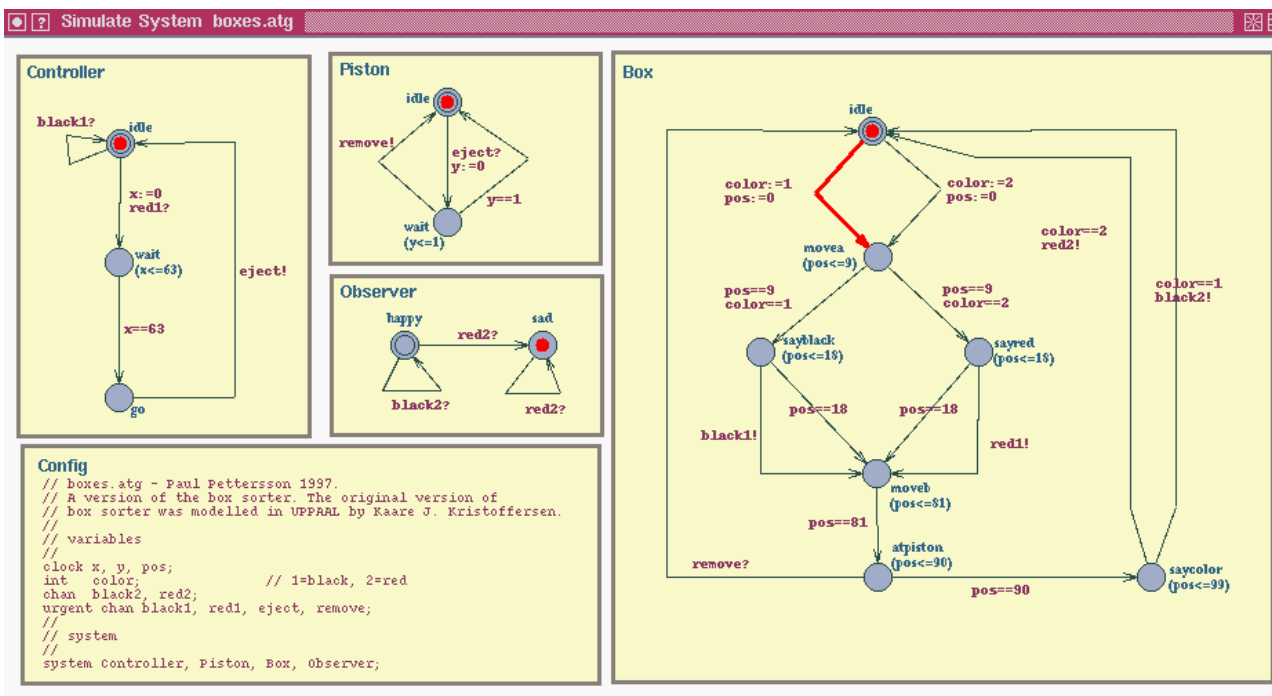 Simulate System boxes.atg
Controller
black1?
idle
x:=0
red1?
wait
(x<=63)
eject!
x==63
go
Piston
idle
remove!
eject?
y:=0
y==1
wait
(y<=1)
Observer
happy
sad
red2?
black2?
red2?
Config
// boxes.atg - Paul Pettersson 1997.
// A version of the box sorter. The original version of
// box sorter was modelled in UPPAAL by Kaare J. Kristoffersen.
//
// variables
//
clock x, y, pos;
int color; // 1=black, 2=red
chan black2, red2;
urgent chan black1, red1, eject, remove;
//
// system
//
system Controller, Piston, Box, Observer;
Box
idle
color:=1
pos:=0
color:=2
pos:=0
color==2
red2!
movea
(pos<=9)
pos==9
color==1
pos==9
color==2
color==1
black2!
sayblack
(pos<=18)
sayred
(pos<=18)
pos==18
pos==18
black1!
red1!
moveb
(pos<=81)
pos==81
atpiston
(pos<=90)
remove?
pos==90
saycolor
(pos<=99)